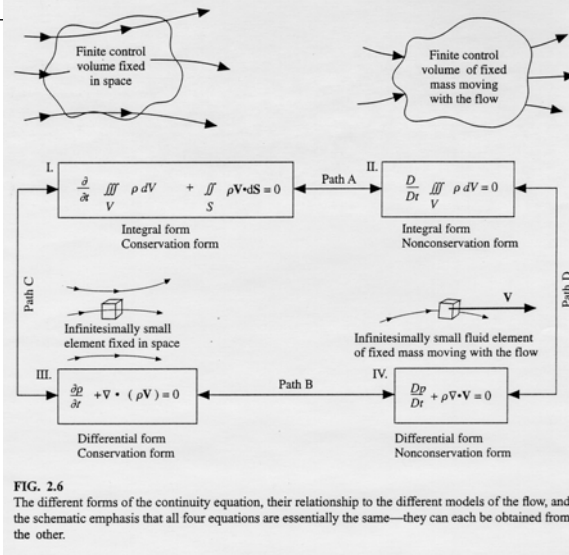 Finite control
volume fixed
in space
Finite control
volume of fixed
mass moving
with the flow
I.
∂/∂t ∭_V ρ dV + ∬_S ρV•dS = 0
Path A
II.
D/Dt ∭_V ρ dV = 0
Integral form
Conservation form
Integral form
Nonconservation form
Path C
Path D
V
Infinitesimally small
element fixed in space
Infinitesimally small fluid element
of fixed mass moving with the flow
III.
∂p/∂t +∇ • (ρV) = 0
Path B
IV.
Dp/Dt + ρ∇•V = 0
Differential form
Conservation form
Differential form
Nonconservation form
FIG. 2.6
The different forms of the continuity equation, their relationship to the different models of the flow, and
the schematic emphasis that all four equations are essentially the same—they can each be obtained from
the other.